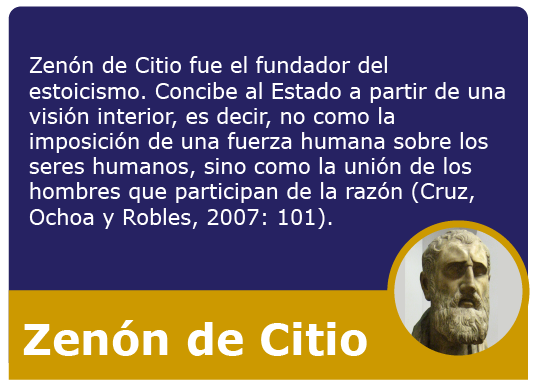 Zenón de Citio fue el fundador del
estoicismo. Concibe al Estado a partir de una
visión interior, es decir, no como la
imposición de una fuerza humana sobre los
seres humanos, sino como la unión de los
hombres que participan de la razón (Cruz,
Ochoa y Robles, 2007: 101).
Zenón de Citio